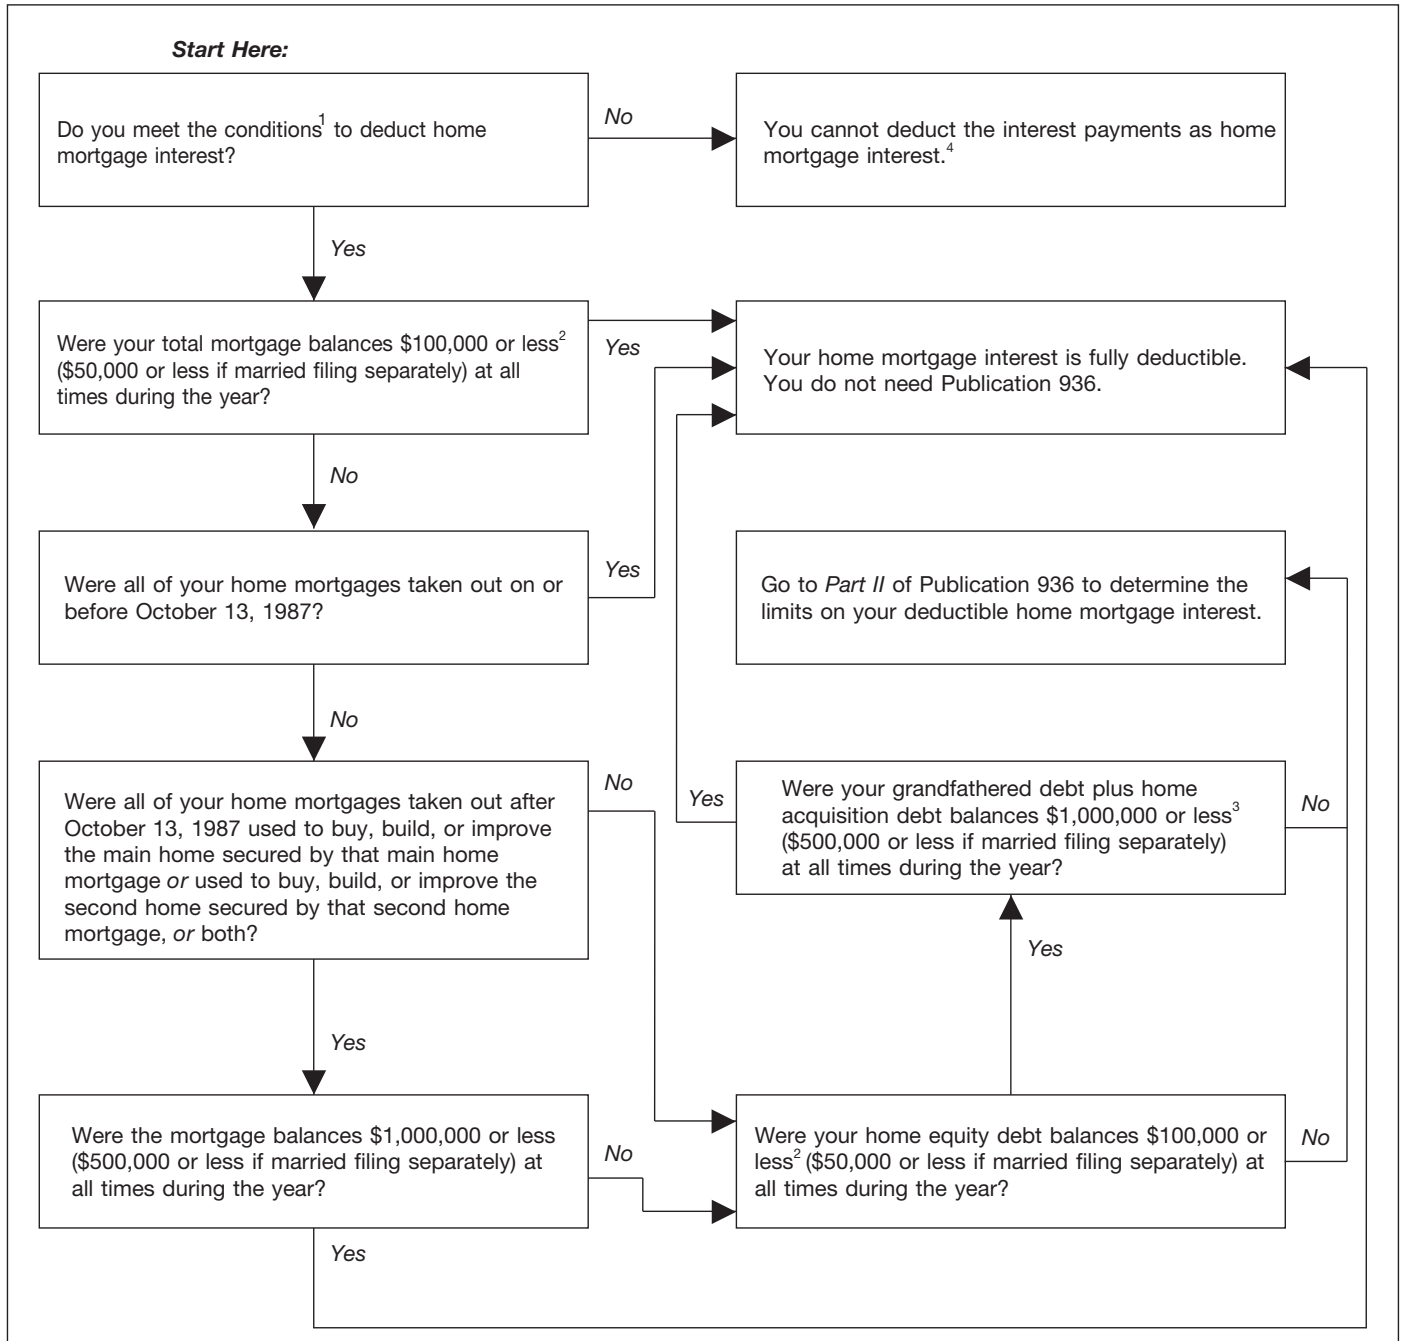 Start Here:
Do you meet the conditions1 to deduct home
mortgage interest?
No
You cannot deduct the interest payments as home
mortgage interest.4
Yes
Were your total mortgage balances $100,000 or less2
($50,000 or less if married filing separately) at all
times during the year?
Yes
Your home mortgage interest is fully deductible.
You do not need Publication 936.
No
Were all of your home mortgages taken out on or
before October 13, 1987?
Yes
Go to Part II of Publication 936 to determine the
limits on your deductible home mortgage interest.
No
Were all of your home mortgages taken out after
October 13, 1987 used to buy, build, or improve
the main home secured by that main home
mortgage or used to buy, build, or improve the
second home secured by that second home
mortgage, or both?
No
Yes
Were your grandfathered debt plus home
acquisition debt balances $1,000,000 or less3
($500,000 or less if married filing separately)
at all times during the year?
No
Yes
Yes
Were the mortgage balances $1,000,000 or less
($500,000 or less if married filing separately) at
all times during the year?
No
Were your home equity debt balances $100,000 or
less2 ($50,000 or less if married filing separately) at
all times during the year?
No
Yes